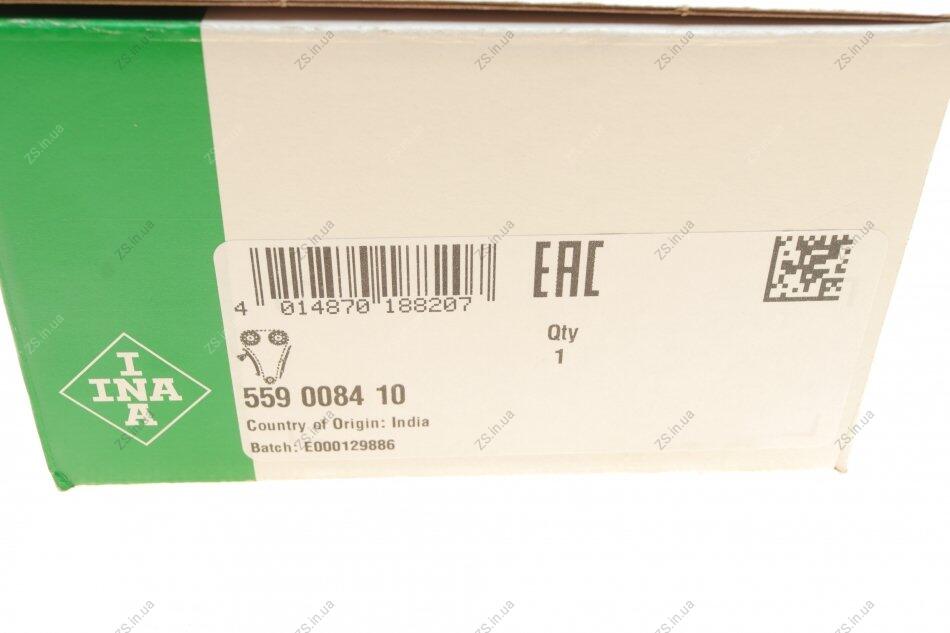 4 014870 188207
EAC
Qty
1
559 0084 10
Country of Origin: India
Batch: E000129886
INA
INA
ZS.in.ua